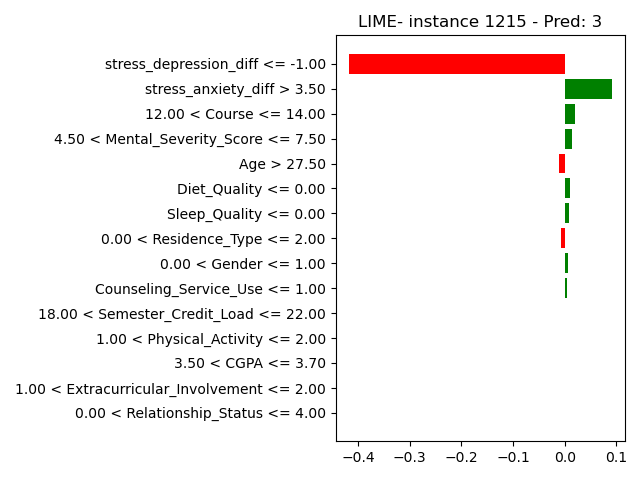 LIME- instance 1215 - Pred: 3
stress_depression_diff <= -1.00
stress_anxiety_diff > 3.50
12.00 < Course <= 14.00
4.50 < Mental_Severity_Score <= 7.50
Age > 27.50
Diet_Quality <= 0.00
Sleep_Quality <= 0.00
0.00 < Residence_Type <= 2.00
0.00 < Gender <= 1.00
Counseling_Service_Use <= 1.00
18.00 < Semester_Credit_Load <= 22.00
1.00 < Physical_Activity <= 2.00
3.50 < CGPA <= 3.70
1.00 < Extracurricular_Involvement <= 2.00
0.00 < Relationship_Status <= 4.00
−0.4 −0.3 −0.2 −0.1 0.0 0.1